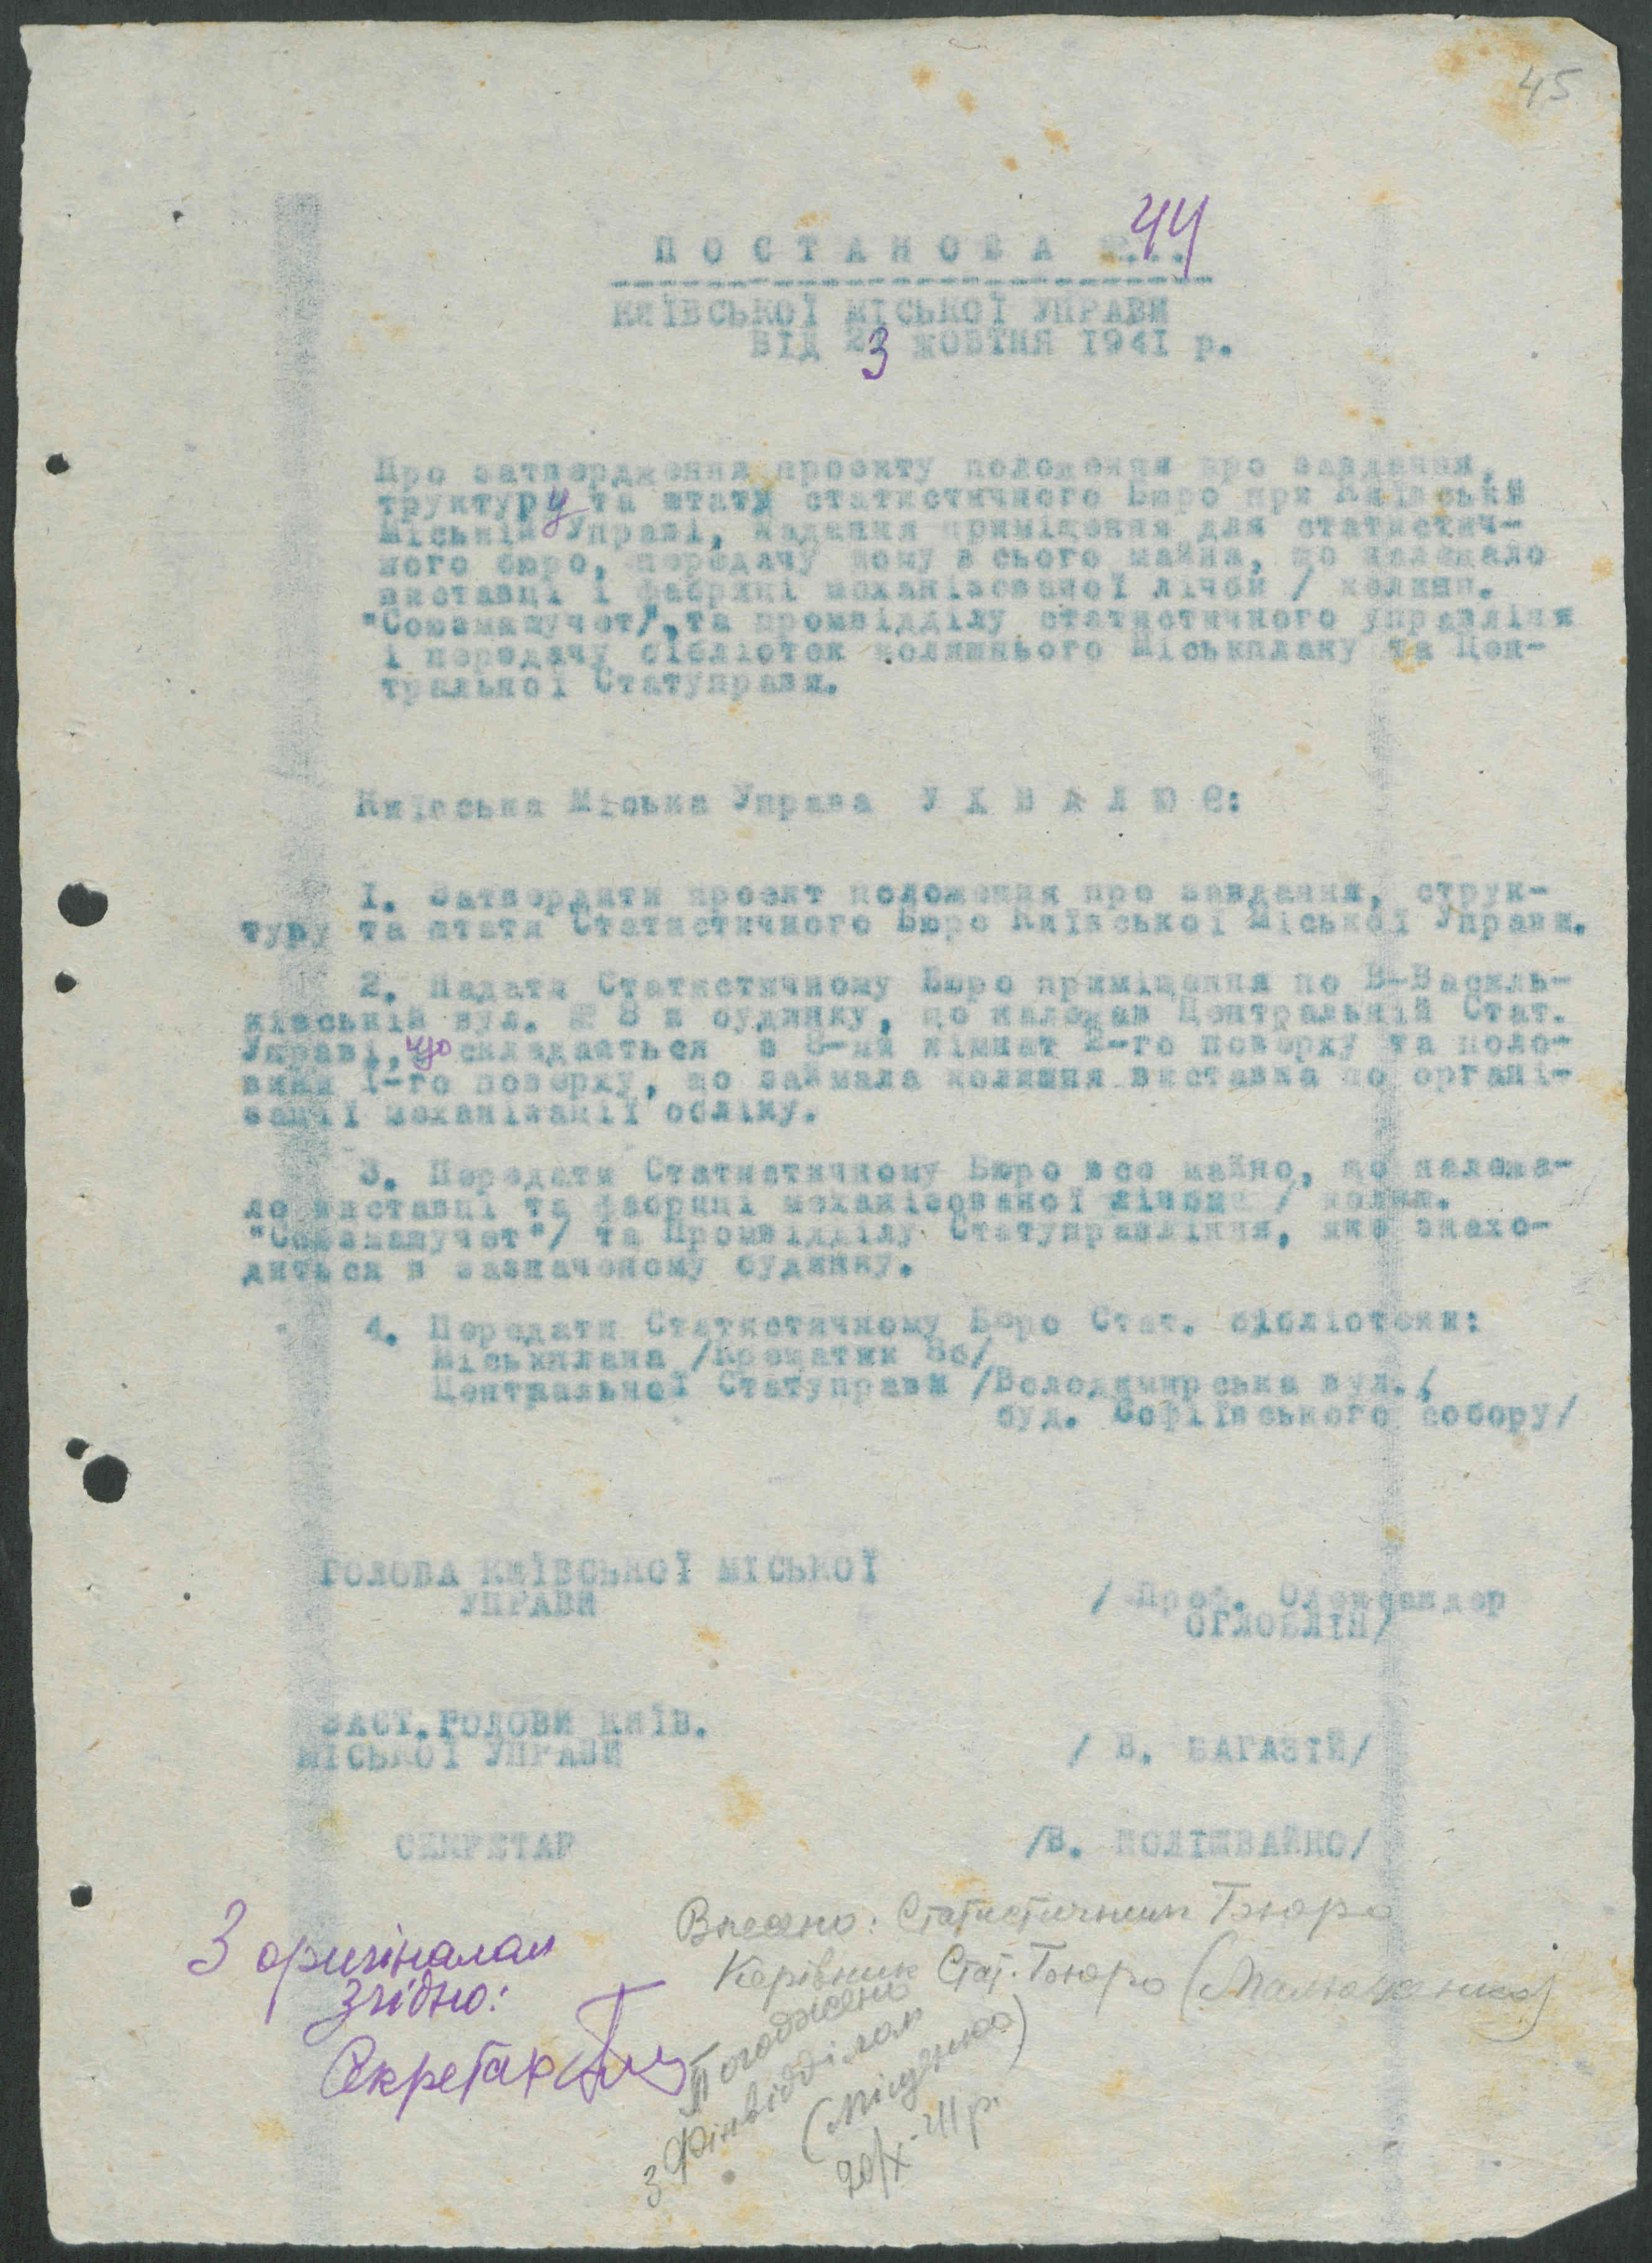 45
П О С Т А Н О В А №... 44
КИЇВСЬКОЇ МІСЬКОЇ УПРАВИ
ВІД 23 ЖОВТНЯ 1941 р.
Про затвердження проекту положення про завдання,
труктуру та штату статистичного Бюро при Київській
Міській Управі, надання приміщення для статистич-
ного бюро, передачу йому всього майна, що належало
виставці і фабриці механізованої лічби / колишн.
"Союзмашучет/",та промвідділу статистичного управліня
і передачу бібліотек колишнього Міськплану та Цен-
тральної Статуправи.
Київська Міська Управа У Х В А Л Ю Є:
1. Затвердити проект положення про завдання, струк-
туру та штати Статистичного Бюро Київської Міської Управи.
2. Надати Статистичному Бюро приміщення по В-Василь-
ківській вул. № 8 в будинку, що належав Центральній Стат.
Управі, що складається з 8-ми кімнат 2-го поверху та поло-
вини 1-го поверху, що займала колишня виставка по органі-
зації механізації обліку.
3. Передати Статистичному Бюро все майно, що належа-
ло виставці та фабриці механізованої лічби / колиш.
"Союзмашучет"/ та Промвідділу Статуправління, яке знахо-
диться в зазначеному будинку.
4. Передати Статистичному Бюро Стат. бібліотеки:
Міськплана /Крещатик
Центральної Статуправи /Володимирська вул.,
буд. Софіївського собору/
ГОЛОВА КИЇВСЬКОЇ МІСЬКОЇ
УПРАВИ
/ Проф. Олександер
ОГЛОБЛІН/
ЗАСТ.ГОЛОВИ КИЇВ.
МІСЬКОЇ УПРАВИ
/ В. БАГАЗІЙ/
СЕКРЕТАР
/В. ПОЛІЖВАЙКО/
З оригіналом
згідно:
Секретар
Внесено: Статистичним Бюро
Керівник Стат. Бюро
Погоджено
з Фінвідділом
20/X-41 р.